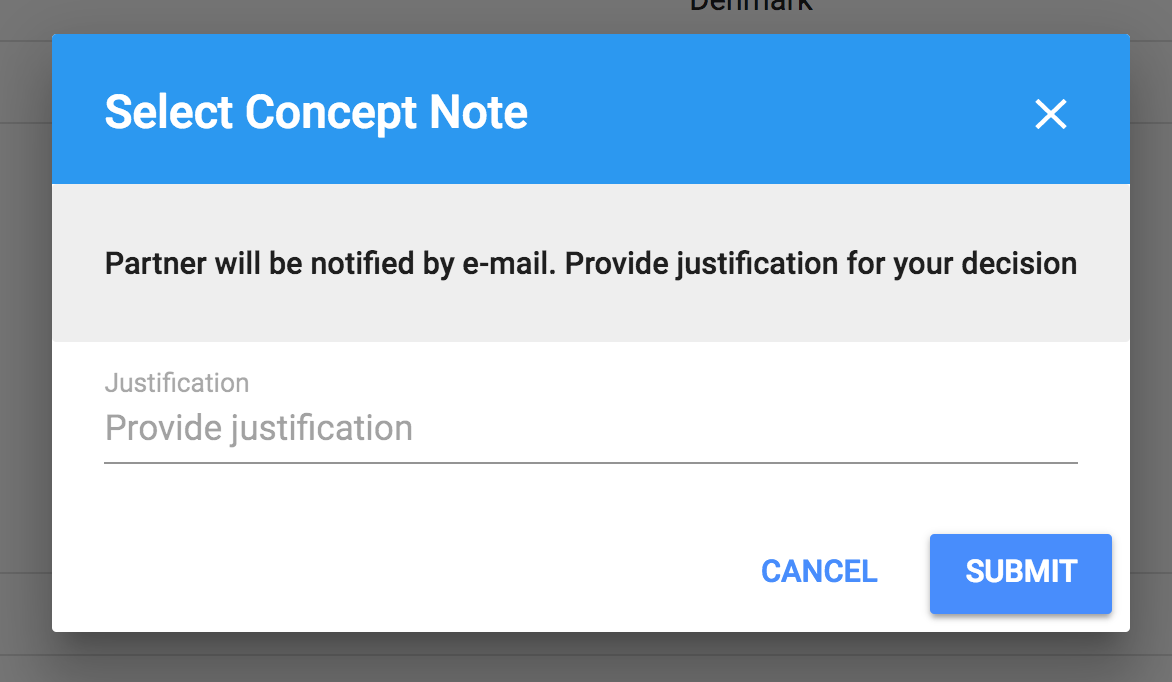 Denmark
Select Concept Note
Partner will be notified by e-mail. Provide justification for your decision
Justification
Provide justification
CANCEL
SUBMIT